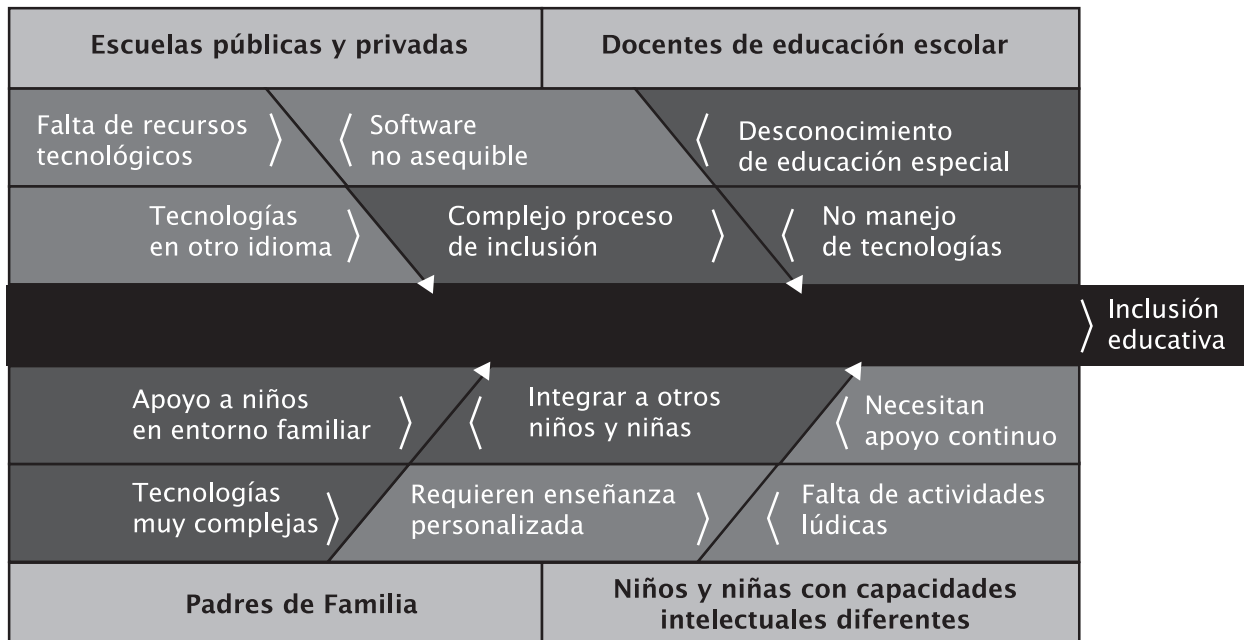 Escuelas públicas y privadas
Docentes de educación escolar
Falta de recursos
tecnológicos
Software
no asequible
Desconocimiento
de educación especial
Tecnologías
en otro idioma
Complejo proceso
de inclusión
No manejo
de tecnologías
Inclusión
educativa
Apoyo a niños
en entorno familiar
Integrar a otros
niños y niñas
Necesitan
apoyo continuo
Tecnologías
muy complejas
Requieren enseñanza
personalizada
Falta de actividades
lúdicas
Padres de Familia
Niños y niñas con capacidades
intelectuales diferentes